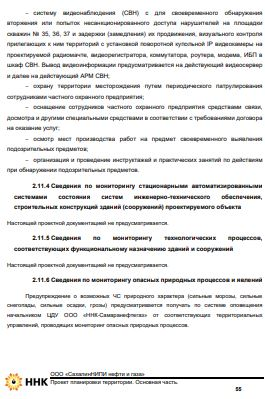 – систему видеонаблюдения (СВН) с для своевременного обнаружения
вторжения или попыток несанкционированного доступа нарушителей на площадки
скважин № 35, 36, 37 и задержки (замедления) их продвижения, визуального контроля
прилегающих к ним территорий с установкой поворотной купольной IP видеокамеры на
проектируемой радиомачте, видеорегистратора, коммутатора, роутера, модема, ИБП в
шкаф СВН. Вывод видеоинформации предусматривается на действующий видеосервер
и далее на действующий АРМ СВН;
– охрану территории месторождения путем периодического патрулирования
сотрудниками частного охранного предприятия;
– оснащение сотрудников частного охранного предприятия средствами связи,
досмотра и другими специальными средствами в соответствии с требованиями договора
на оказание услуг;
– осмотр мест производства работ на предмет своевременного выявления
подозрительных предметов;
– организация и проведение инструктажей и практических занятий по действиям
при обнаружении подозрительных предметов.
2.11.4 Сведения по мониторингу стационарными автоматизированными
системами состояния систем инженерно-технического обеспечения,
строительных конструкций зданий (сооружений) проектируемого объекта
Настоящей проектной документацией не предусматривается.
2.11.5 Сведения по мониторингу технологических процессов,
соответствующих функциональному назначению зданий и сооружений
Настоящей проектной документацией не предусматривается.
2.11.6 Сведения по мониторингу опасных природных процессов и явлений
Предупреждение о возможных ЧС природного характера (сильные морозы, сильные
снегопады, сильные осадки, грозы) предусматривается получать по системе оповещения
начальником ЦДУ ООО «ННК-Самаранефтегаз» от соответствующих территориальных
управлений, проводящих мониторинг опасных природных процессов.
ННК
ООО «СахалинНИПИ нефти и газа»
Проект планировки территории. Основная часть.
55